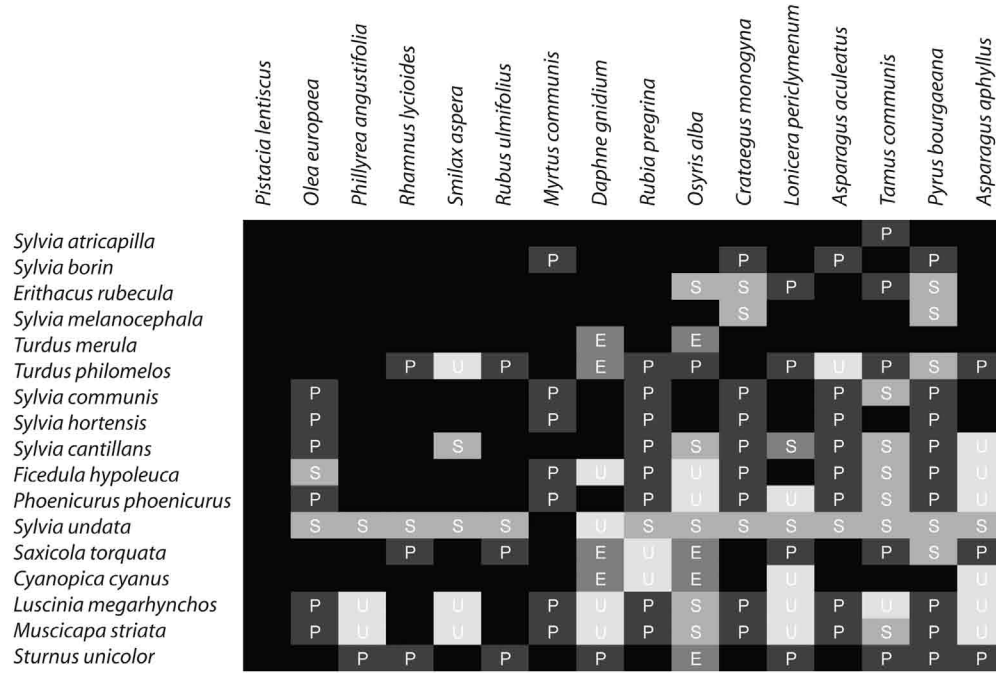 Pistacia lentiscus
Olea europaea
Phillyrea angustifolia
Rhamnus lycioides
Smilax aspera
Rubus ulmifolius
Myrtus communis
Daphne gnidium
Rubia pregrina
Osyris alba
Crataegus monogyna
Lonicera periclymenum
Asparagus aculeatus
Tamus communis
Pyrus bourgaeana
Asparagus aphyllus
Sylvia atricapilla P
Sylvia borin P P P P
Erithacus rubecula S S P P S
Sylvia melanocephala S S
Turdus merula E E
Turdus philomelos P U P E P P P U P S P
Sylvia communis P P P P P S P
Sylvia hortensis P P P P P P
Sylvia cantillans P S P S P S P S P U
Ficedula hypoleuca S P U P U P P S P U
Phoenicurus phoenicurus P P P U P U P S P U
Sylvia undata S S S S S U S S S S S S S S
Saxicola torquata P P E U E P P S P
Cyanopica cyanus E U E U U
Luscinia megarhynchos P U U P U P S P U P U P U
Muscicapa striata P U U P U P S P U P S P U
Sturnus unicolor P P P P E P P P P